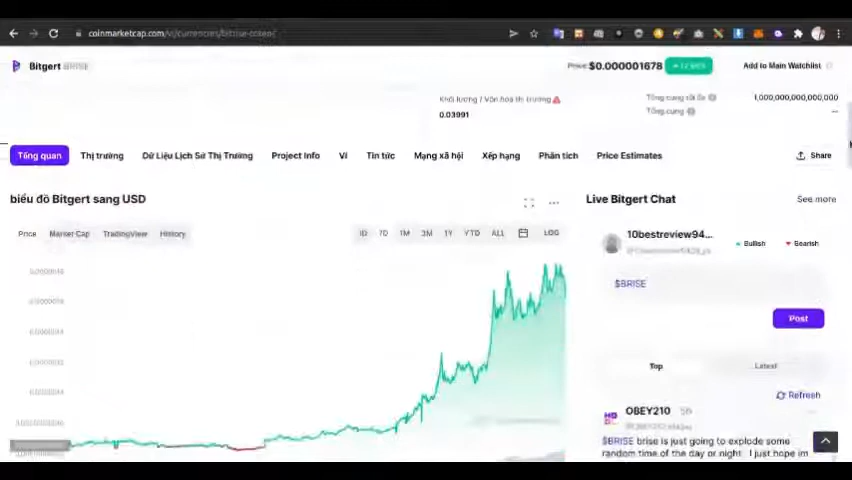 coinmarketcap.com/vi/currencies/bitrise-token/
Bitgert BRISE
Price: $0.000001678
Add to Main Watchlist
Khối lượng / Vốn hóa thị trường
0.03991
Tổng cung tối đa
1,000,000,000,000,000
Tổng cung
--
Tổng quan
Thị trường
Dữ Liệu Lịch Sử Thị Trường
Project Info
Ví
Tin tức
Mạng xã hội
Xếp hạng
Phân tích
Price Estimates
Share
biểu đồ Bitgert sang USD
Price
Market Cap
TradingView
History
1D
7D
1M
3M
1Y
YTD
ALL
LOG
Live Bitgert Chat
See more
10bestreview94...
Bullish
Bearish
$BRISE
Post
Top
Latest
Refresh
OBEY210
$BRISE brise is just going to explode some
random time of the day or night. I just hope im